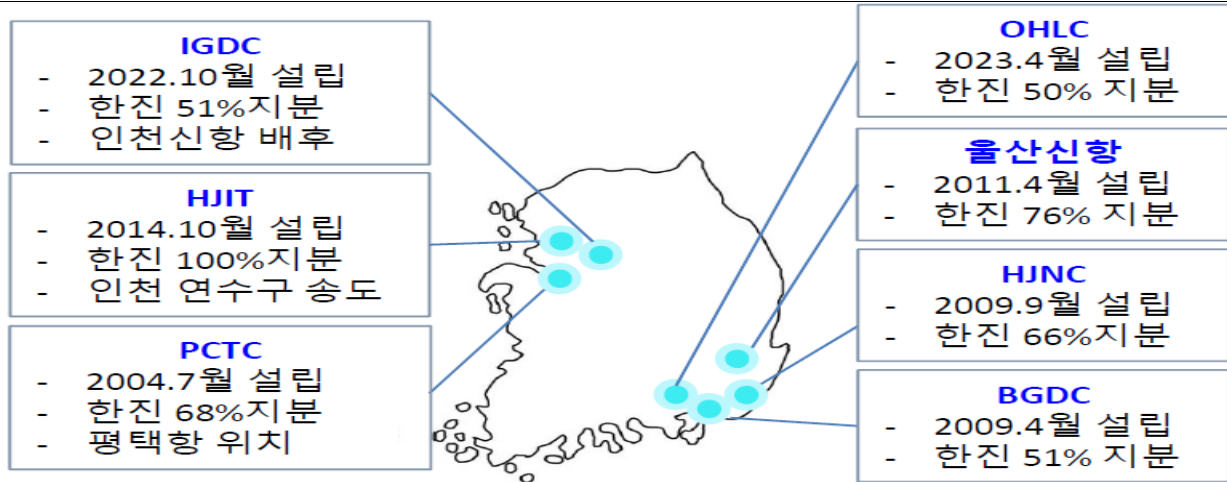 IGDC
- 2022.10월 설립
- 한진 51%지분
- 인천신항 배후
HJIT
- 2014.10월 설립
- 한진 100%지분
- 인천 연수구 송도
PCTC
- 2004.7월 설립
- 한진 68%지분
- 평택항 위치
OHLC
- 2023.4월 설립
- 한진 50% 지분
울산신항
- 2011.4월 설립
- 한진 76% 지분
HJNC
- 2009.9월 설립
- 한진 66%지분
BGDC
- 2009.4월 설립
- 한진 51% 지분